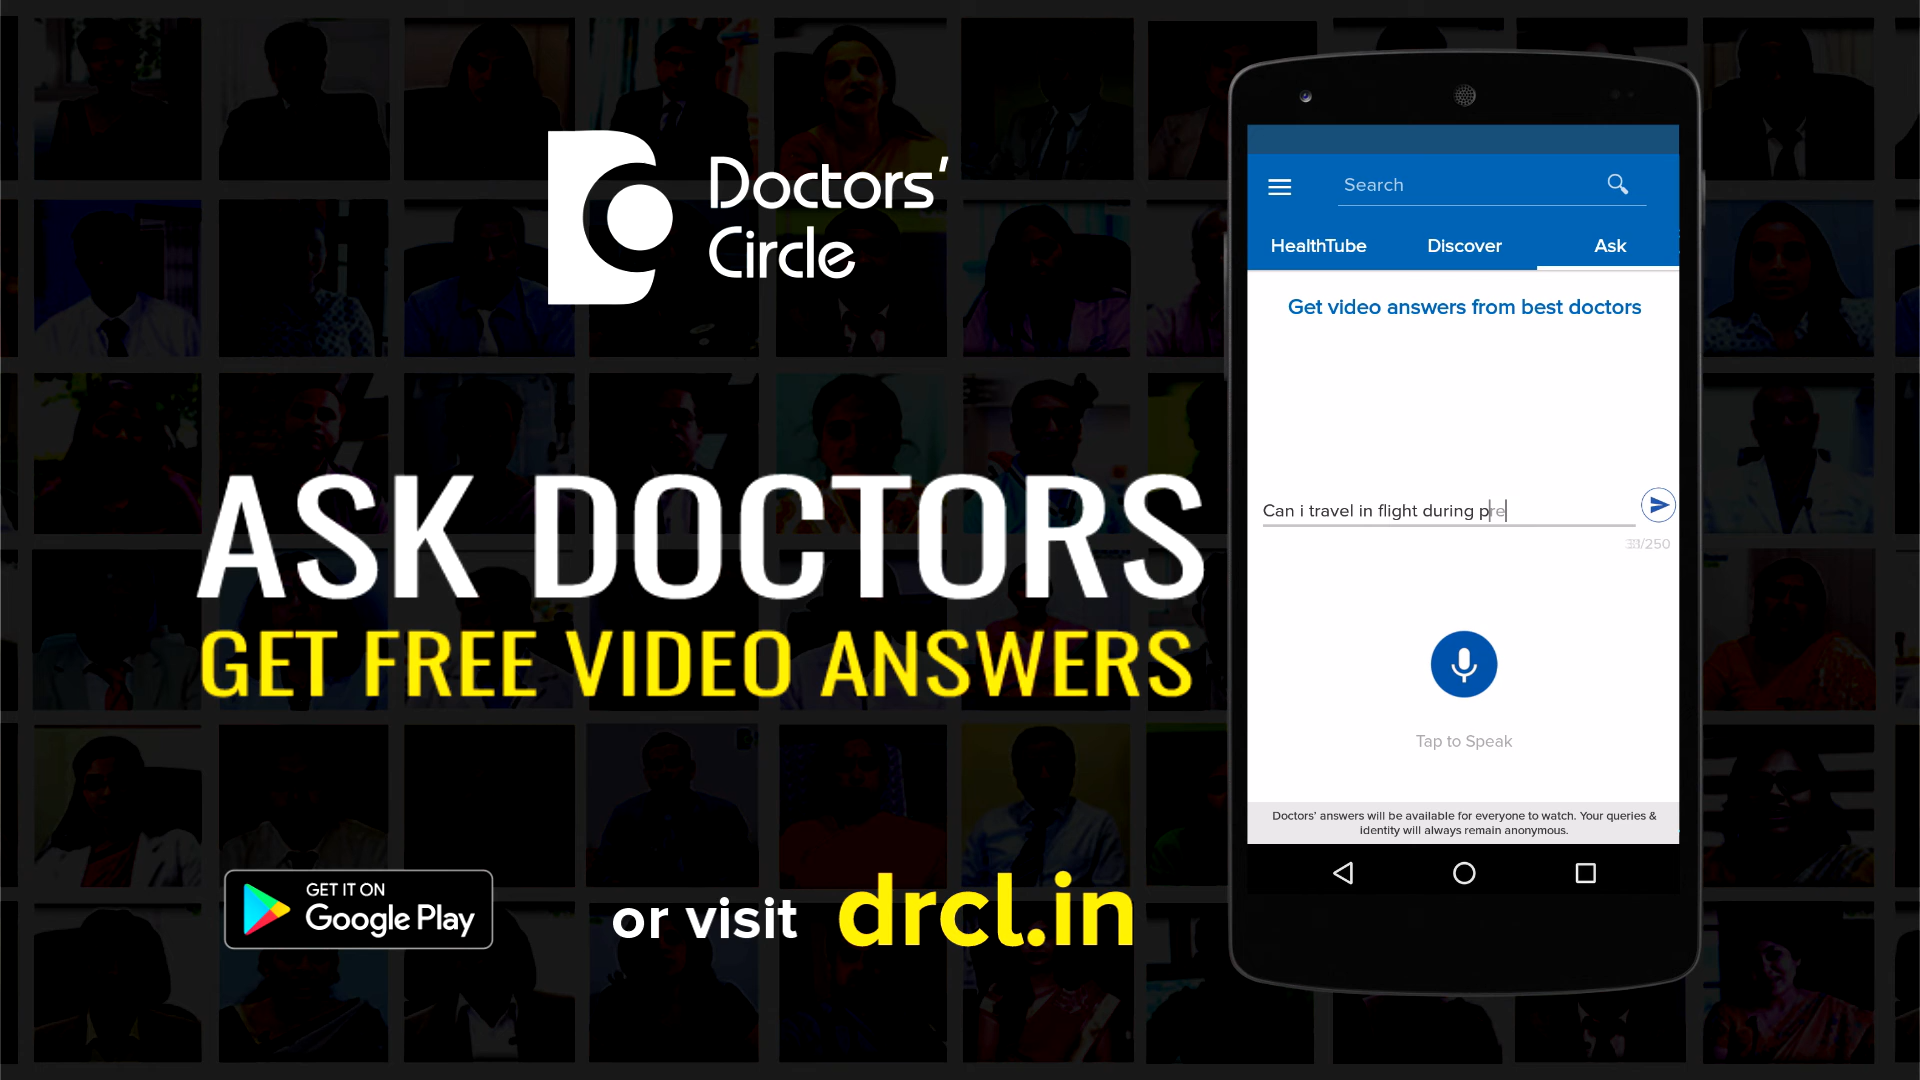 Doctors'
Circle
ASK DOCTORS
GET FREE VIDEO ANSWERS
GET IT ON
Google Play
or visit drcl.in
Search
HealthTube Discover Ask
Get video answers from best doctors
Can i travel in flight during pre
/250
Tap to Speak
Doctors' answers will be available for everyone to watch. Your queries &
identity will always remain anonymous.